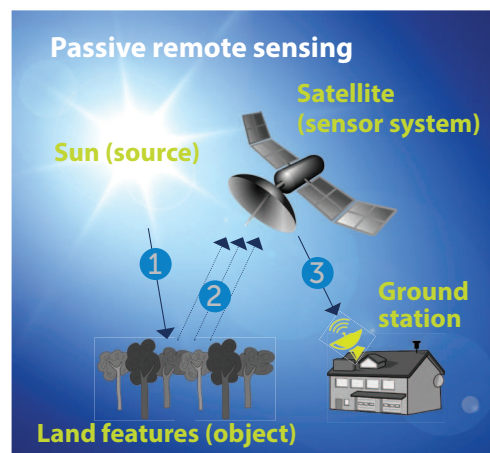 Passive remote sensing
Satellite
(sensor system)
Sun (source)
1
2
3
Ground
station
Land features (object)